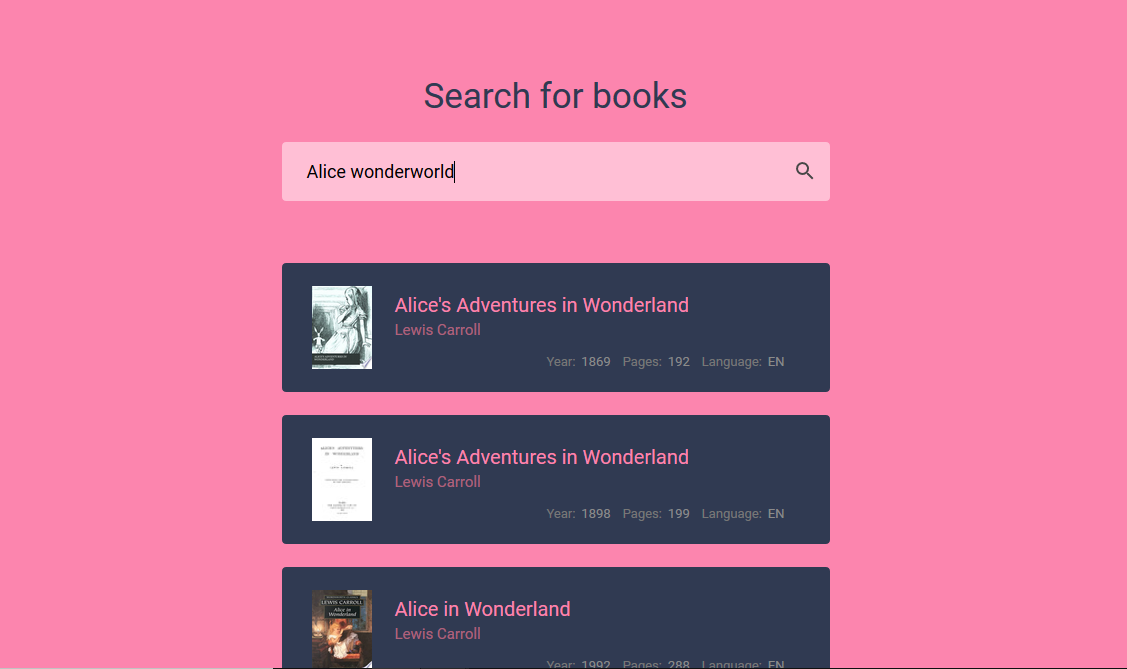 Search for books
Alice wonderworld
Alice's Adventures in Wonderland
Lewis Carroll
Year: 1869 Pages: 192 Language: EN
Alice's Adventures in Wonderland
Lewis Carroll
Year: 1898 Pages: 199 Language: EN
LEWIS CARROLL
Alice in
Wonderland
Alice in Wonderland
Lewis Carroll
Year: 1992 Pages: 288 Language: EN